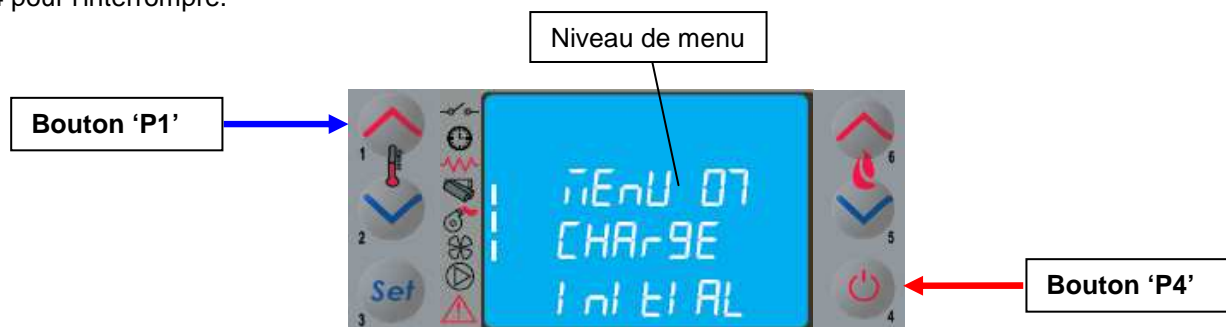 pour l'interrompre.
Niveau de menu
Bouton ‘P1’
1
2
Set
3
MEnU 07
CHArgE
InItIAL
6
5
4
Bouton ‘P4’